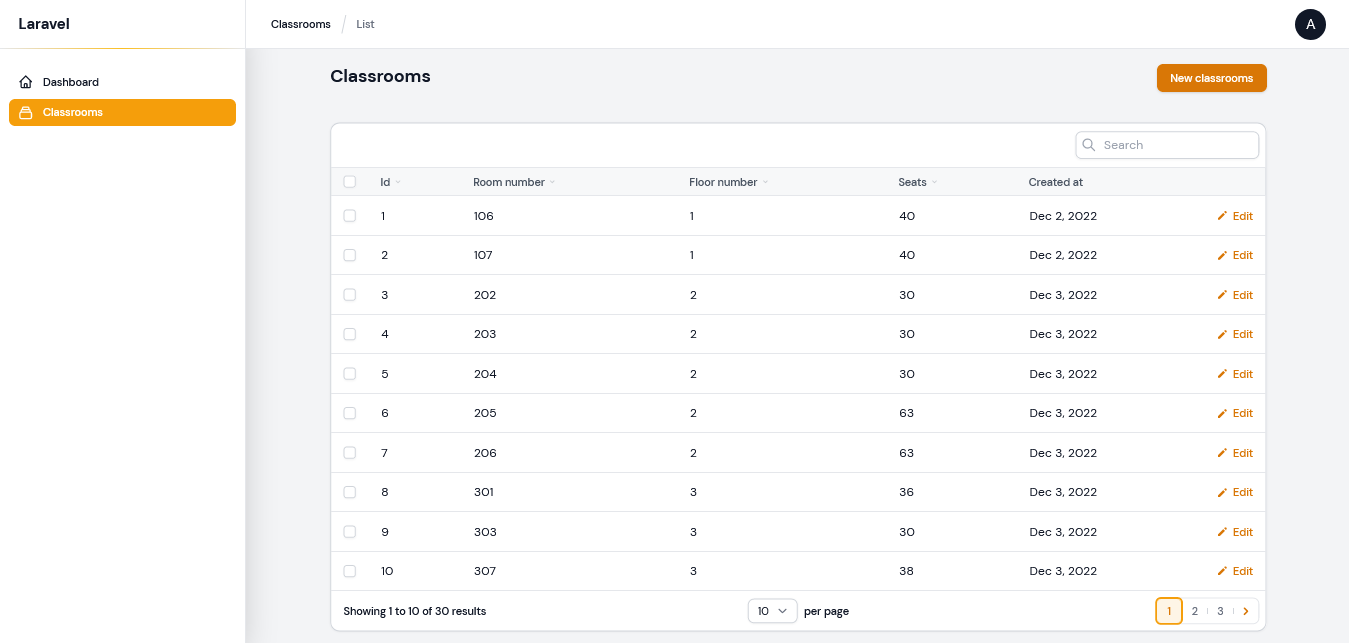 Laravel
Classrooms / List
A
Dashboard
Classrooms
Classrooms
New classrooms
Search
Id Room number Floor number Seats Created at
1 106 1 40 Dec 2, 2022 Edit
2 107 1 40 Dec 2, 2022 Edit
3 202 2 30 Dec 3, 2022 Edit
4 203 2 30 Dec 3, 2022 Edit
5 204 2 30 Dec 3, 2022 Edit
6 205 2 63 Dec 3, 2022 Edit
7 206 2 63 Dec 3, 2022 Edit
8 301 3 36 Dec 3, 2022 Edit
9 303 3 30 Dec 3, 2022 Edit
10 307 3 38 Dec 3, 2022 Edit
Showing 1 to 10 of 30 results 10 per page 1 2 3